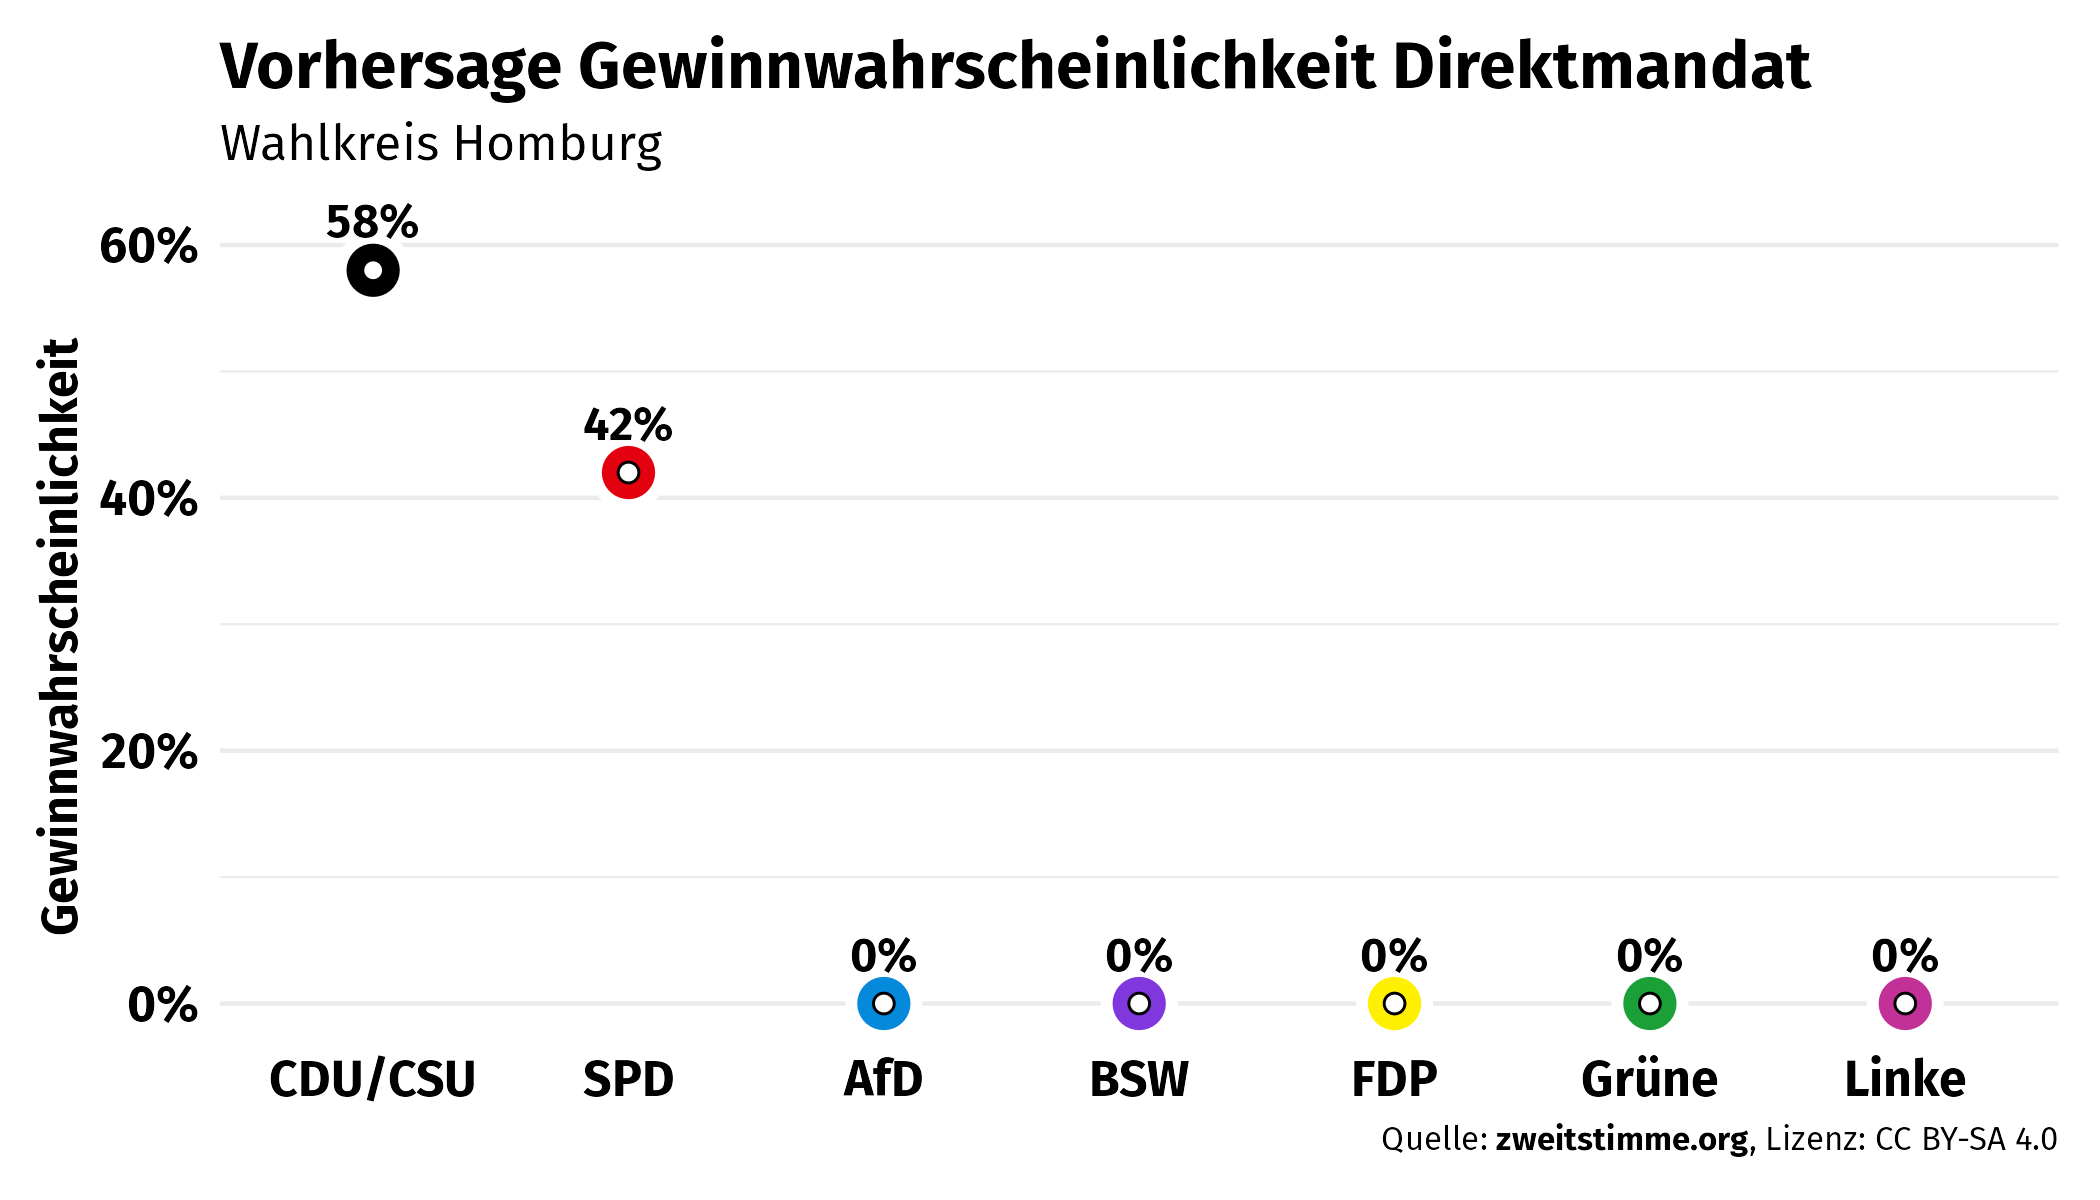 Vorhersage Gewinnwahrscheinlichkeit Direktmandat
Wahlkreis Homburg
Gewinnwahrscheinlichkeit
60%
40%
20%
0%
58%
42%
0%
0%
0%
0%
0%
CDU/CSU
SPD
AfD
BSW
FDP
Grüne
Linke
Quelle: zweitstimme.org, Lizenz: CC BY-SA 4.0